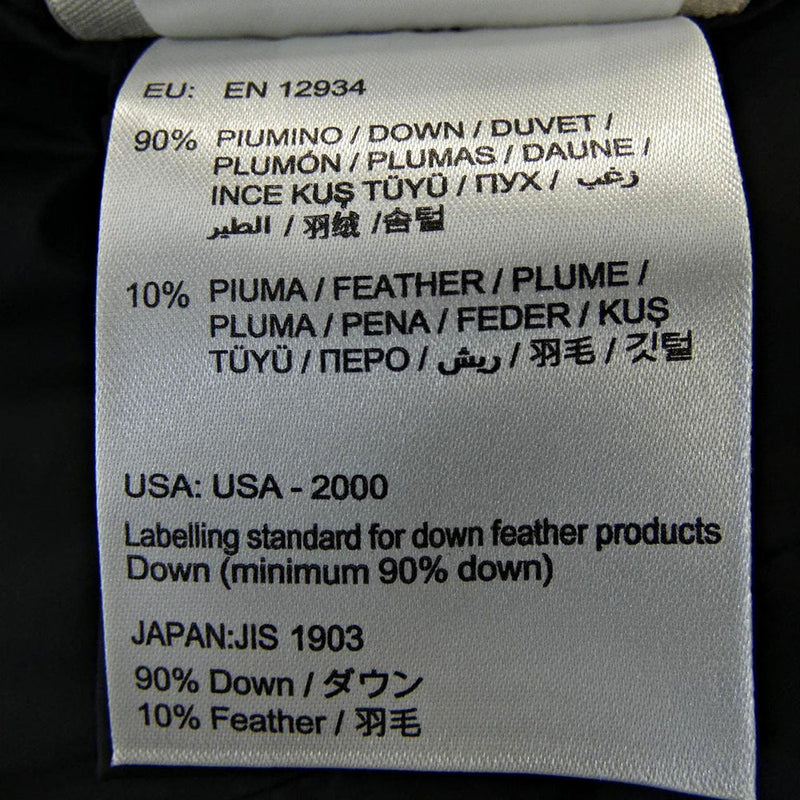 EU: EN 12934
90% PIUMINO / DOWN / DUVET /
PLUMÓN / PLUMAS / DAUNE /
INCE KUŞ TÜYÜ / ПУХ / زغب
الطير / 羽绒 / 솜털
10% PIUMA / FEATHER / PLUME /
PLUMA / PENA / FEDER / KUŞ
TÜYÜ / ПЕРО / ريش / 羽毛 / 깃털
USA: USA - 2000
Labelling standard for down feather products
Down (minimum 90% down)
JAPAN:JIS 1903
90% Down / ダウン
10% Feather / 羽毛